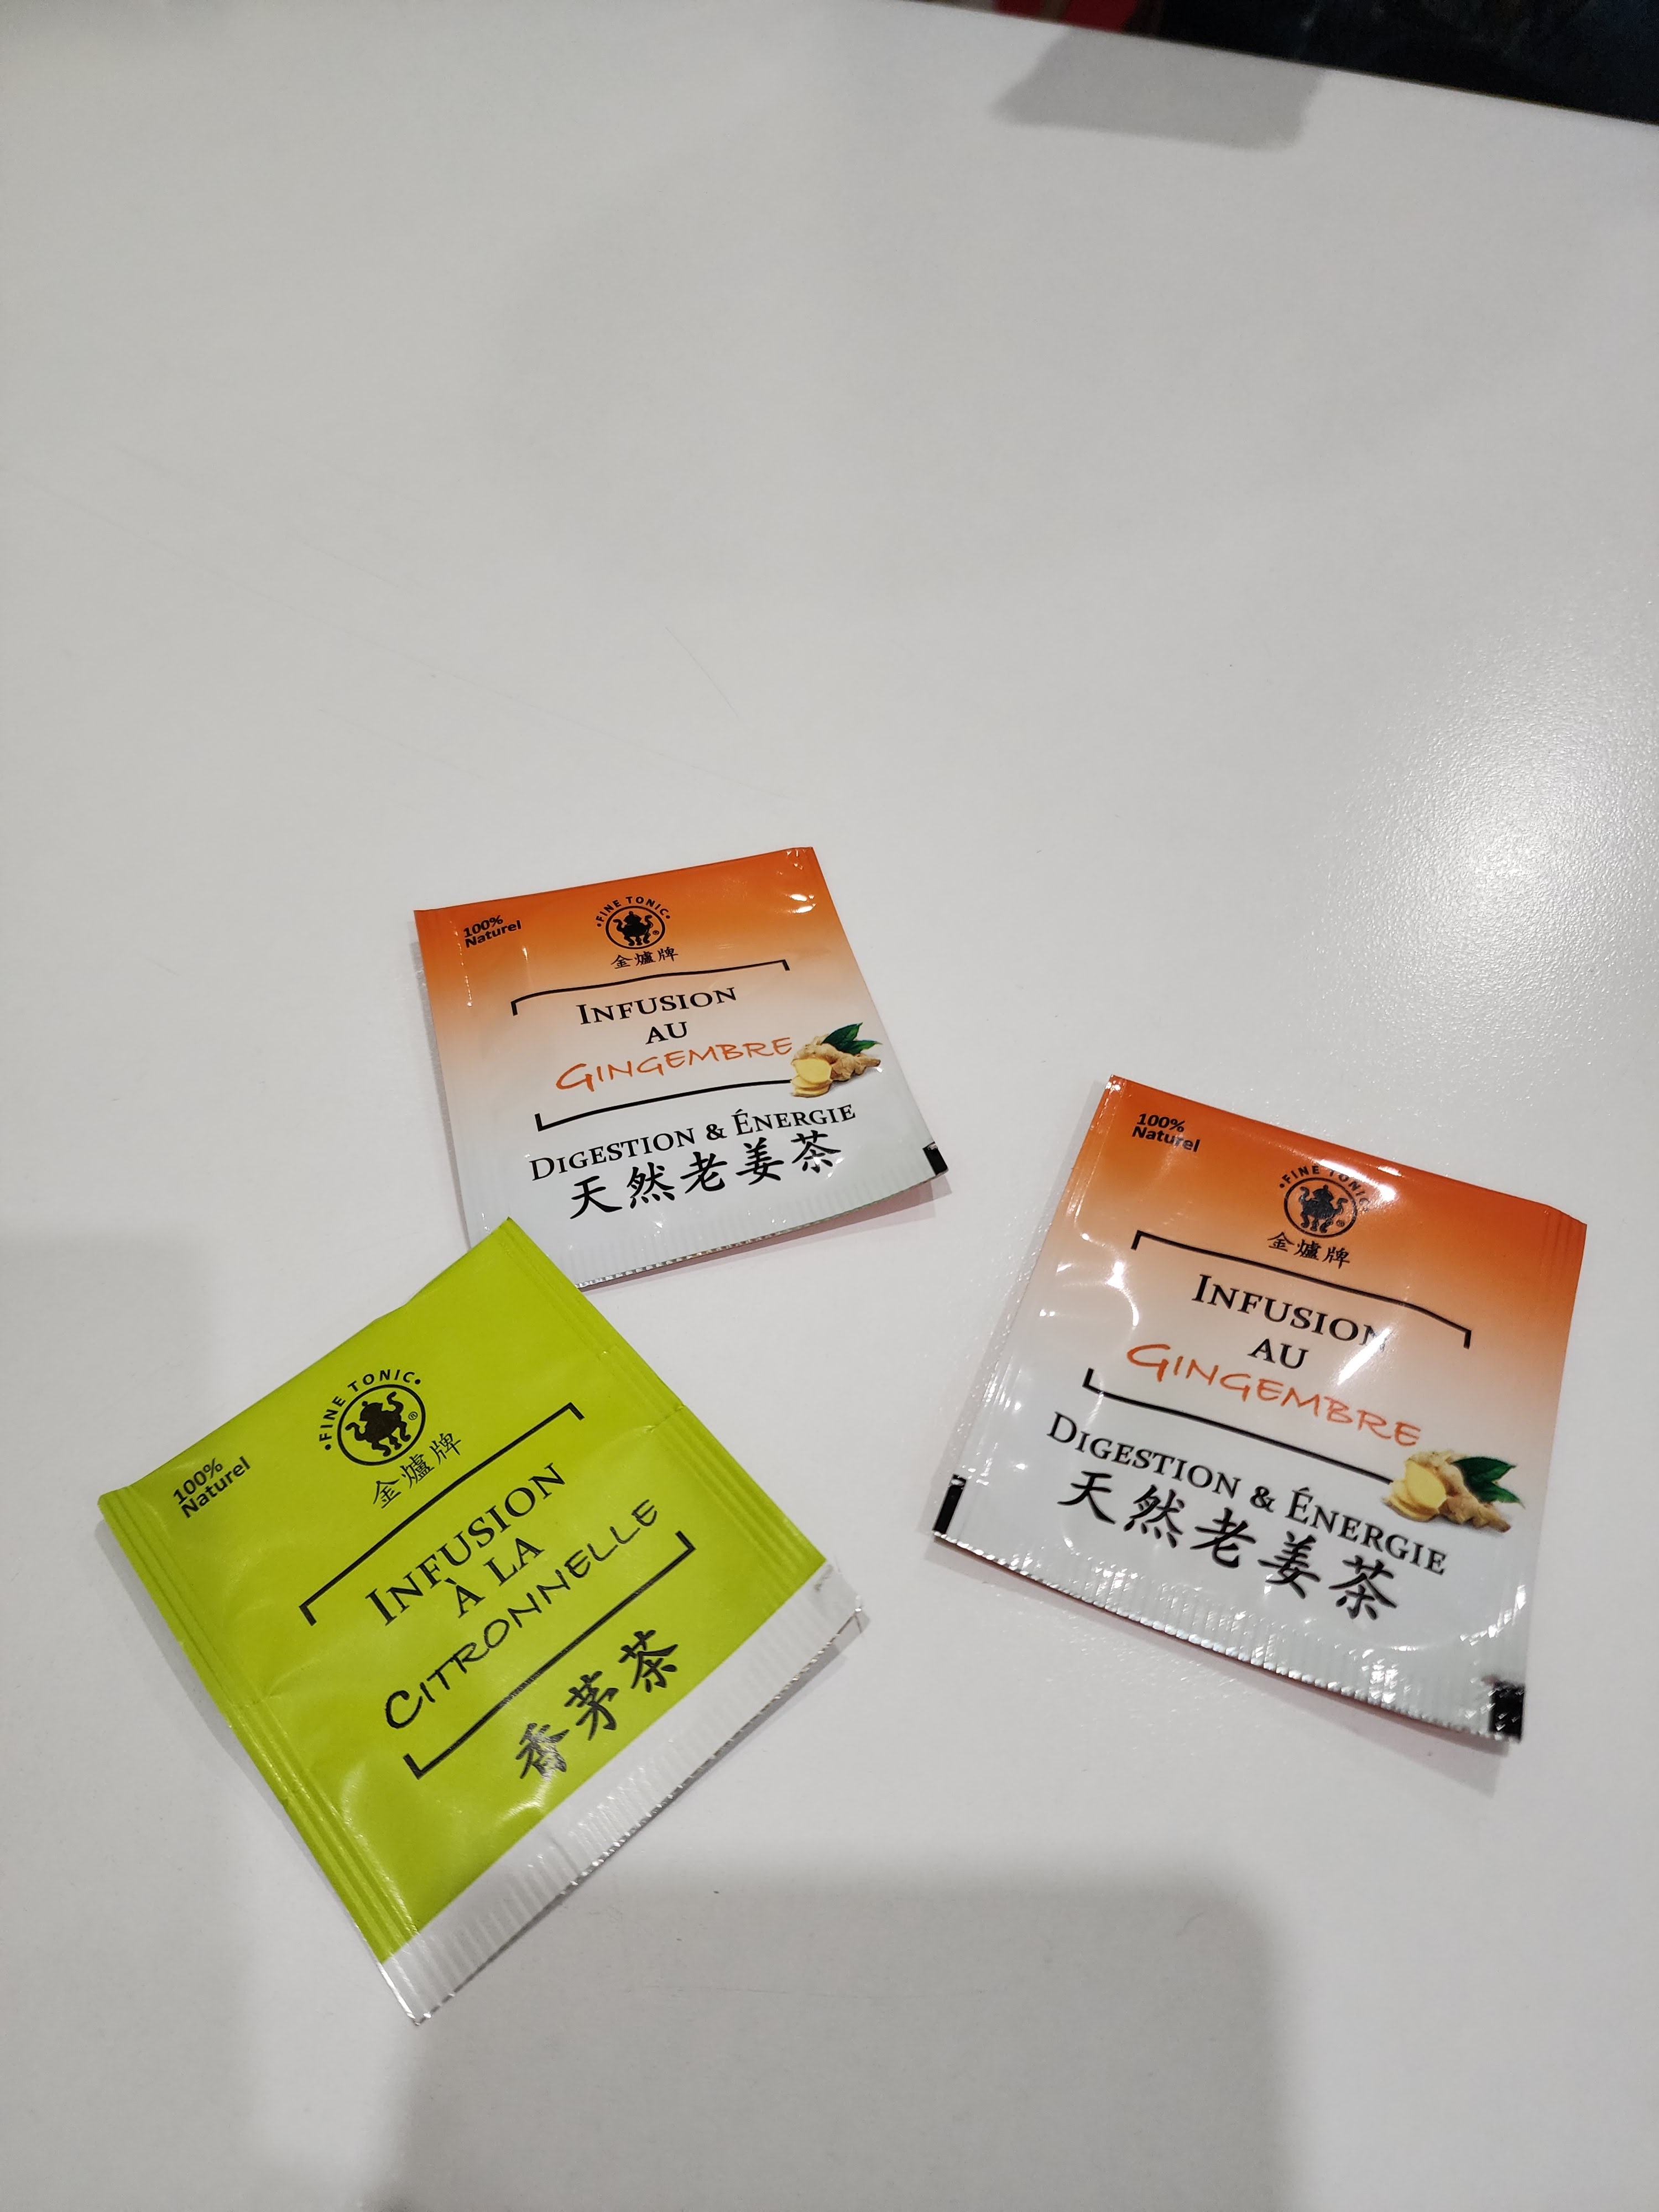 100%
Naturel
•FINE TONIC•
®
金爐牌
INFUSION
AU
GINGEMBRE
DIGESTION & ÉNERGIE
天然老姜茶
100%
Naturel
•FINE TONIC
®
金爐牌
INFUSION
AU
GINGEMBRE
DIGESTION & ÉNERGIE
天然老姜茶
100%
Naturel
•FINE TONIC•
®
金爐牌
INFUSION
À LA
CITRONNELLE
香茅茶